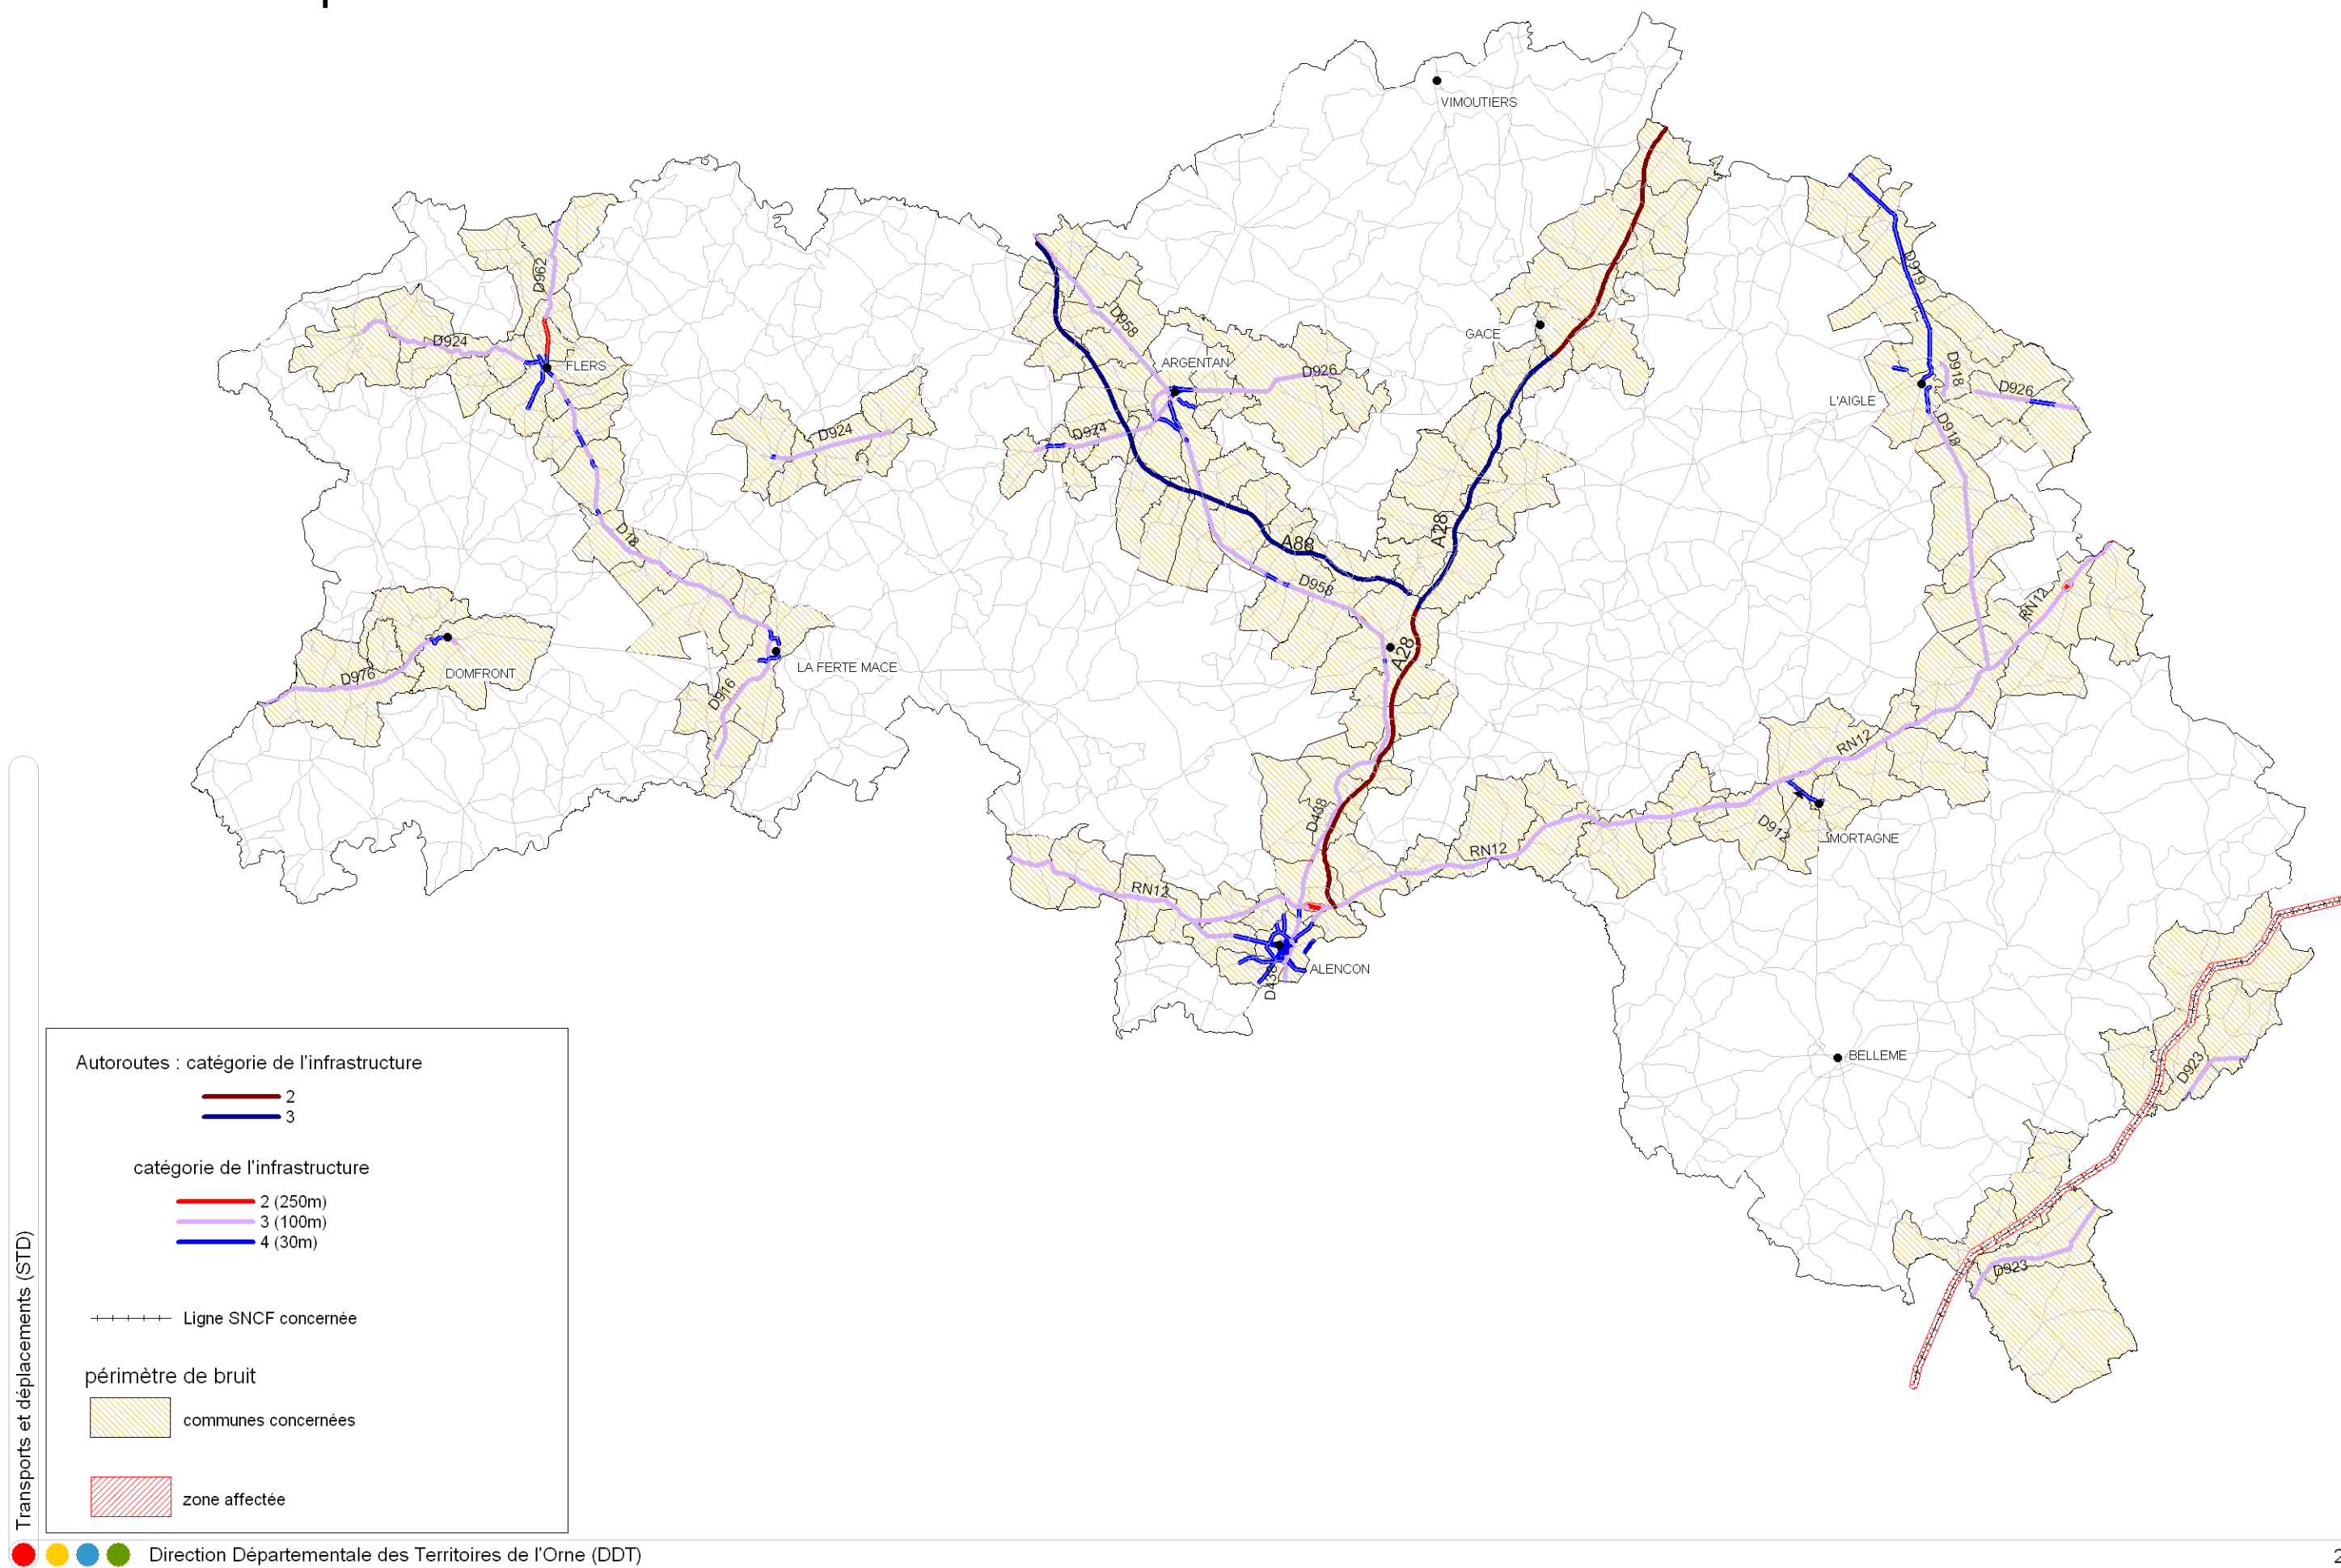 VIMOUTIERS
D962
D919
D958
GACE
ARGENTAN
D924
FLERS
D926
D918
D926
L'AIGLE
D918
D924
D924
A28
D18
A88
D958
RN12
A28
LA FERTE MACE
DOMFRONT
D976
D916
RN12
D438
D912
MORTAGNE
RN12
RN12
ALENCON
D438
BELLEME
D923
D923
Autoroutes : catégorie de l'infrastructure
2
3
catégorie de l'infrastructure
2 (250m)
3 (100m)
4 (30m)
Ligne SNCF concernée
périmètre de bruit
communes concernées
zone affectée
Transports et déplacements (STD)
Direction Départementale des Territoires de l'Orne (DDT)
2